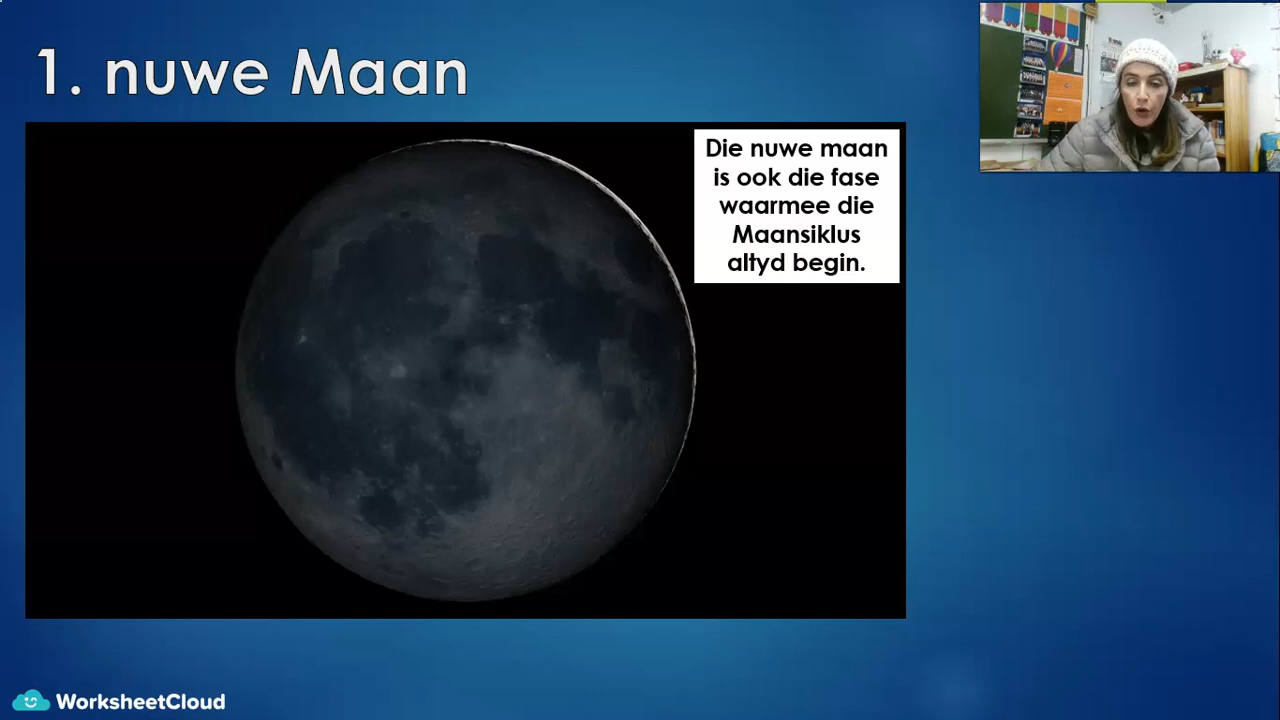 1. nuwe Maan
Die nuwe maan
is ook die fase
waarmee die
Maansiklus
altyd begin.
WorksheetCloud